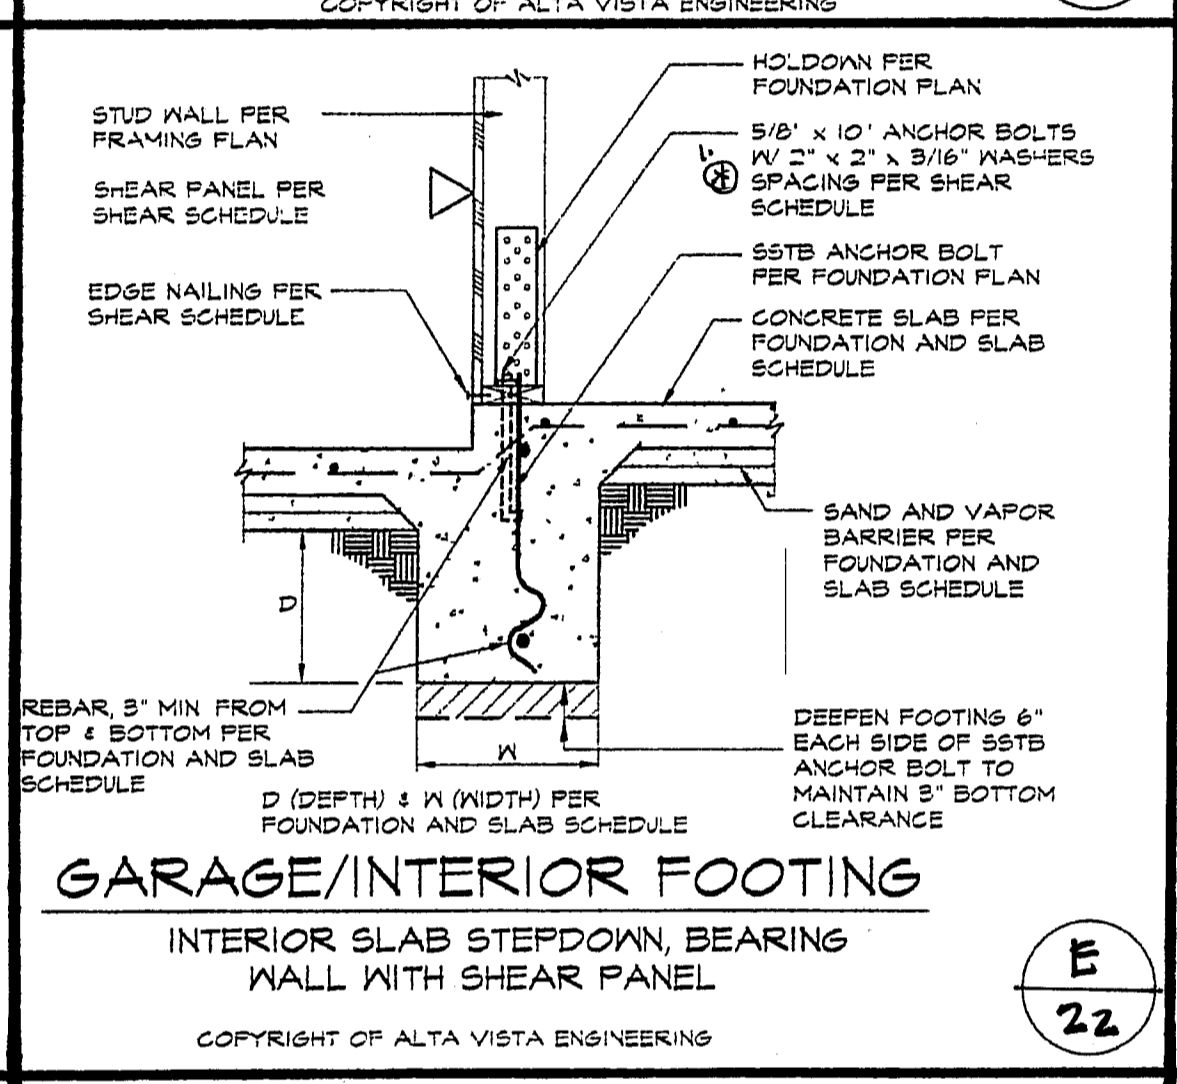 COPYRIGHT OF ALTA VISTA ENGINEERING
STUD WALL PER
FRAMING PLAN
SHEAR PANEL PER
SHEAR SCHEDULE
EDGE NAILING PER
SHEAR SCHEDULE
HOLDOWN PER
FOUNDATION PLAN
5/8" x 10" ANCHOR BOLTS
W/ 2" x 2" x 3/16" WASHERS
SPACING PER SHEAR
SCHEDULE
1.
SSTB ANCHOR BOLT
PER FOUNDATION PLAN
CONCRETE SLAB PER
FOUNDATION AND SLAB
SCHEDULE
SAND AND VAPOR
BARRIER PER
FOUNDATION AND
SLAB SCHEDULE
D
REBAR, 3" MIN FROM
TOP & BOTTOM PER
FOUNDATION AND SLAB
SCHEDULE
W
D (DEPTH) & W (WIDTH) PER
FOUNDATION AND SLAB SCHEDULE
DEEPEN FOOTING 6"
EACH SIDE OF SSTB
ANCHOR BOLT TO
MAINTAIN 3" BOTTOM
CLEARANCE
GARAGE/INTERIOR FOOTING
INTERIOR SLAB STEPDOWN, BEARING
WALL WITH SHEAR PANEL
COPYRIGHT OF ALTA VISTA ENGINEERING
E
22